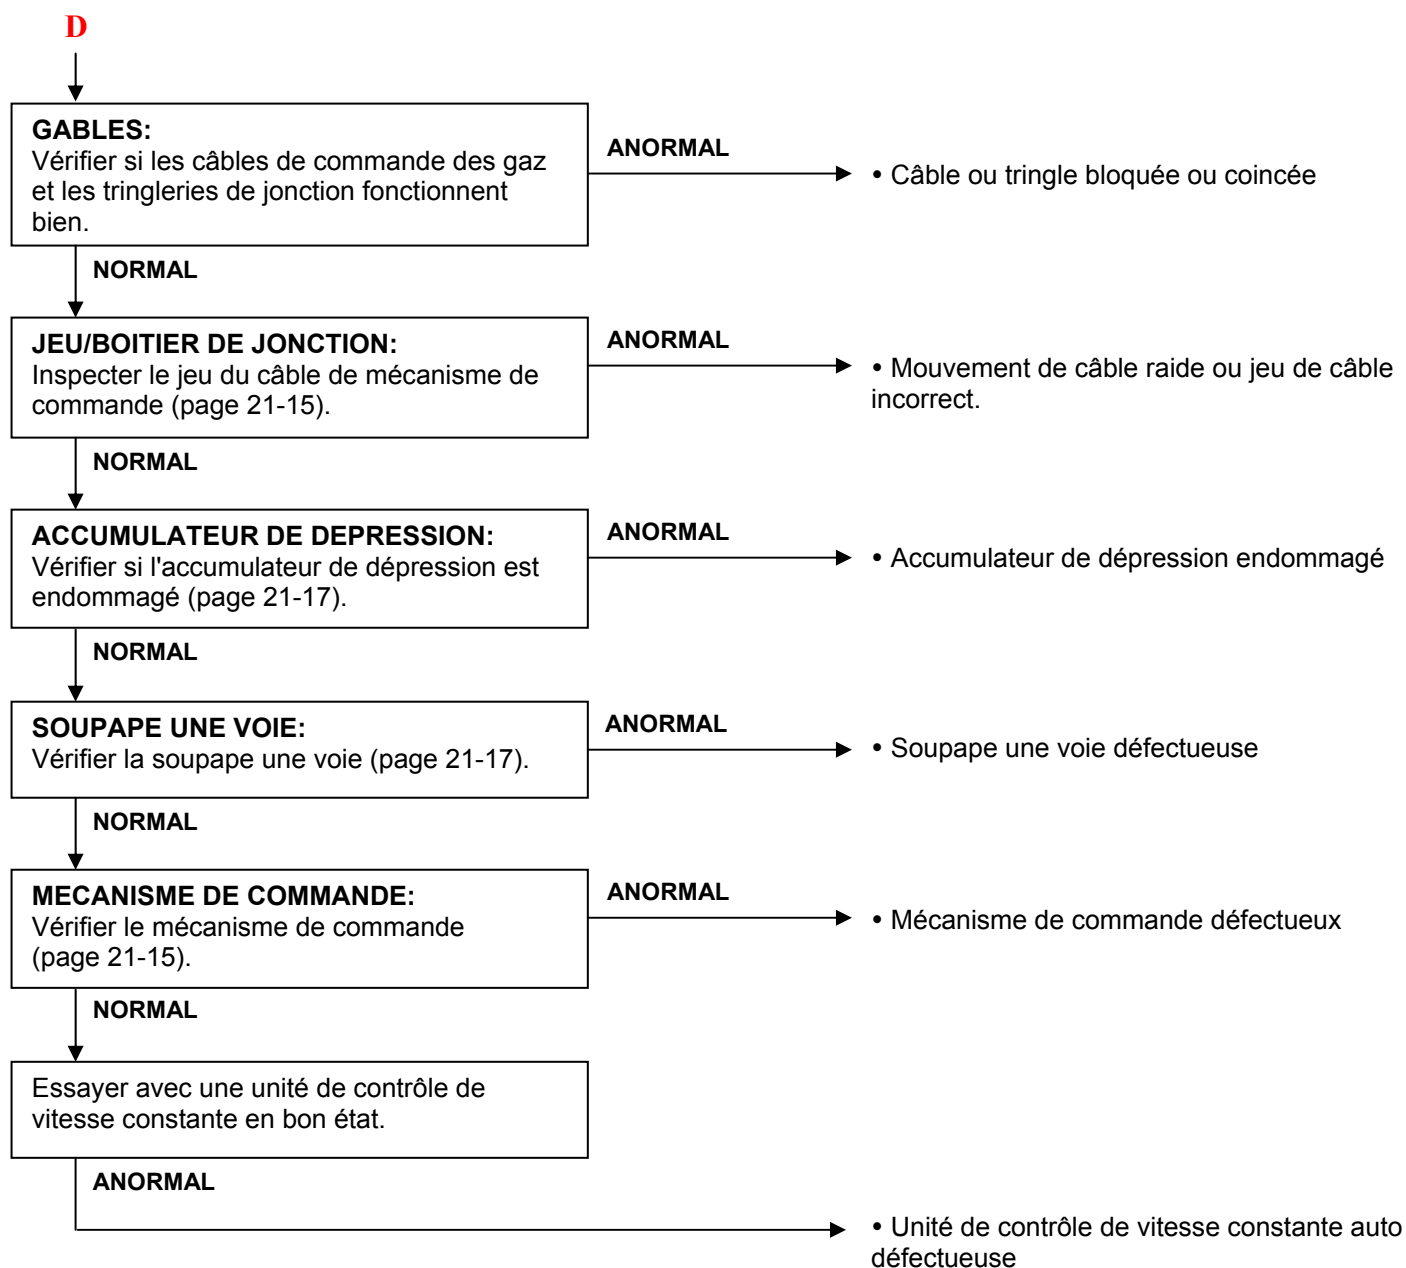 D
GABLES:
Vérifier si les câbles de commande des gaz
et les tringleries de jonction fonctionnent
bien.
ANORMAL
• Câble ou tringle bloquée ou coincée
NORMAL
JEU/BOITIER DE JONCTION:
Inspecter le jeu du câble de mécanisme de
commande (page 21-15).
ANORMAL
• Mouvement de câble raide ou jeu de câble
incorrect.
NORMAL
ACCUMULATEUR DE DEPRESSION:
Vérifier si l'accumulateur de dépression est
endommagé (page 21-17).
ANORMAL
• Accumulateur de dépression endommagé
NORMAL
SOUPAPE UNE VOIE:
Vérifier la soupape une voie (page 21-17).
ANORMAL
• Soupape une voie défectueuse
NORMAL
MECANISME DE COMMANDE:
Vérifier le mécanisme de commande
(page 21-15).
ANORMAL
• Mécanisme de commande défectueux
NORMAL
Essayer avec une unité de contrôle de
vitesse constante en bon état.
ANORMAL
• Unité de contrôle de vitesse constante auto
défectueuse